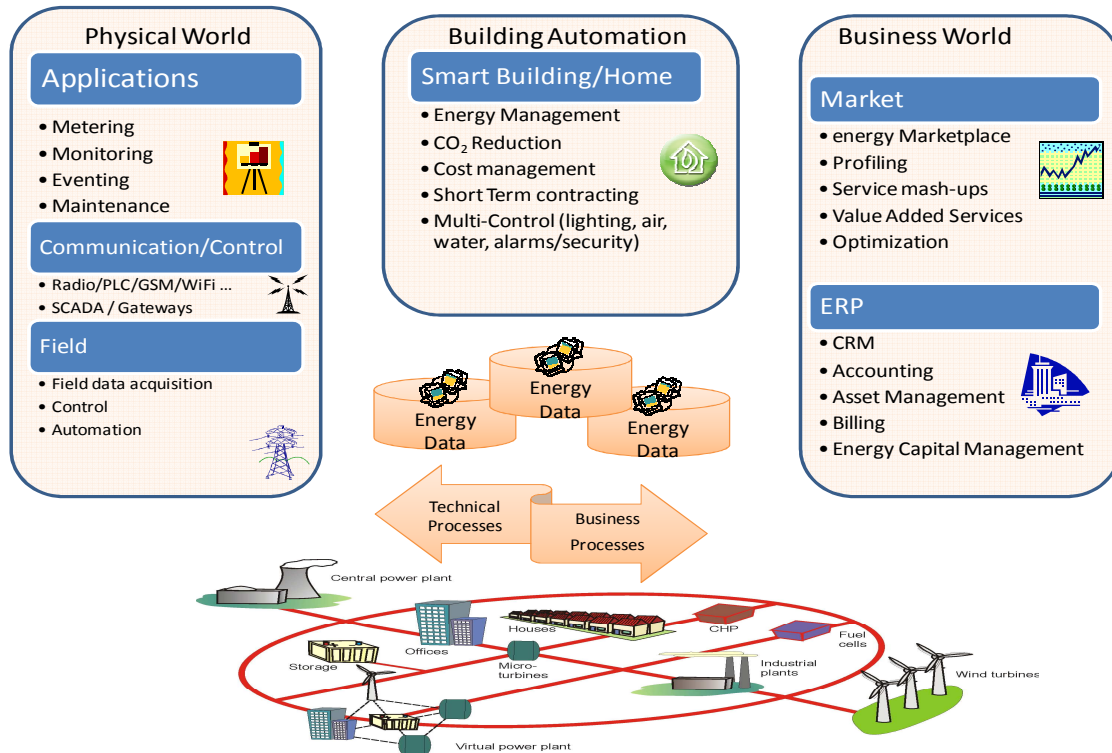 Physical World
Applications
• Metering
• Monitoring
• Eventing
• Maintenance
Communication/Control
• Radio/PLC/GSM/WiFi ...
• SCADA / Gateways
Field
• Field data acquisition
• Control
• Automation
Building Automation
Smart Building/Home
• Energy Management
• CO₂ Reduction
• Cost management
• Short Term contracting
• Multi-Control (lighting, air,
water, alarms/security)
Business World
Market
• energy Marketplace
• Profiling
• Service mash-ups
• Value Added Services
• Optimization
ERP
• CRM
• Accounting
• Asset Management
• Billing
• Energy Capital Management
Energy
Data
Energy
Data
Energy
Data
Technical
Processes
Business
Processes
Central power plant
Offices
Houses
CHP
Fuel
cells
Storage
Micro-
turbines
Industrial
plants
Wind turbines
Virtual power plant